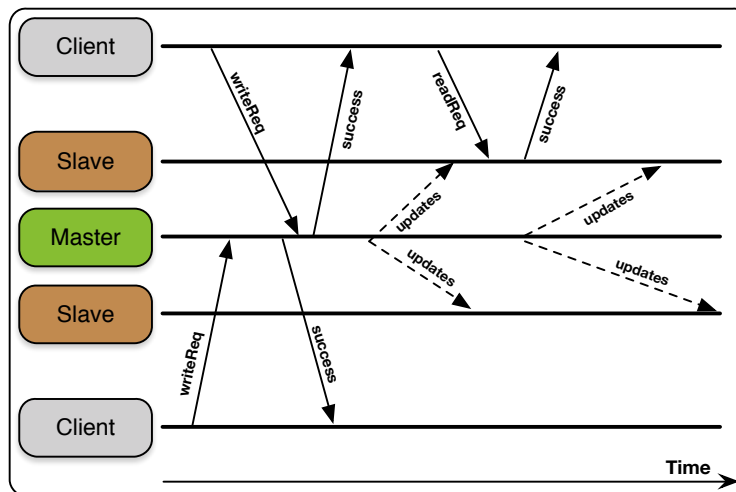 Client
writeReq
success
readReq
success
Slave
updates
updates
Master
updates
updates
Slave
writeReq
success
Client
Time